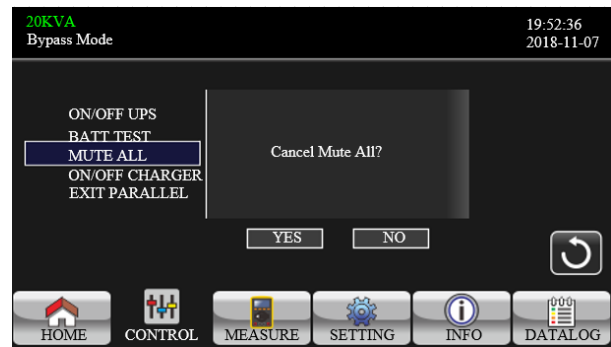 20KVA
Bypass Mode
19:52:36
2018-11-07
ON/OFF UPS
BATT TEST
MUTE ALL
ON/OFF CHARGER
EXIT PARALLEL
Cancel Mute All?
YES
NO
HOME
CONTROL
MEASURE
SETTING
INFO
DATALOG